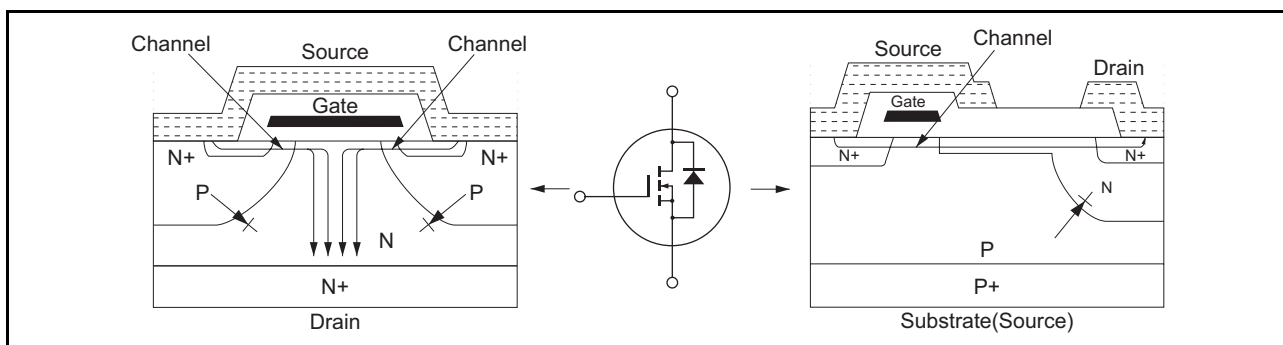 Channel
Source
Channel
Gate
N+
N+
P
P
N
N+
Drain
Source
Channel
Drain
Gate
N+
N+
N
P
P+
Substrate(Source)